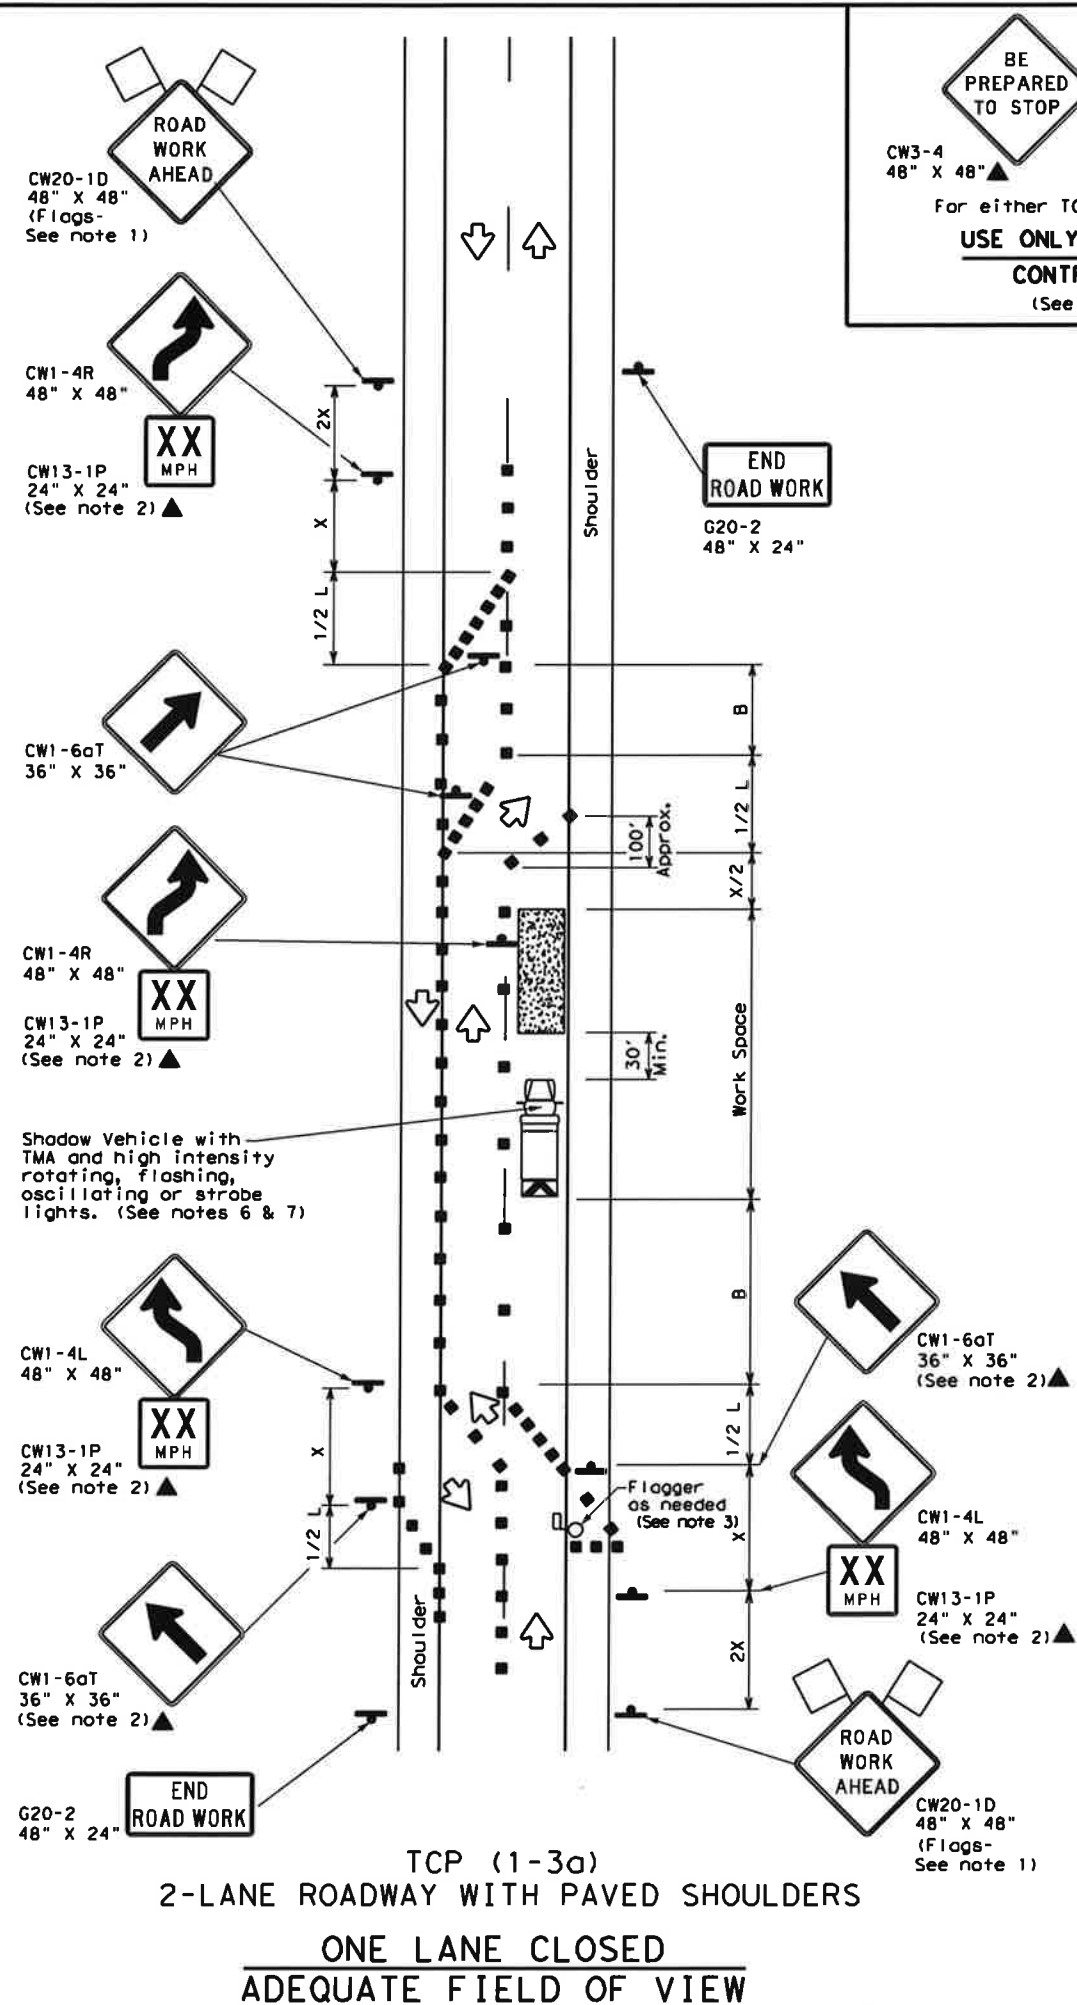 ROAD
WORK
AHEAD
CW20-1D
48" X 48"
(Flags-
See note 1)
BE
PREPARED
TO STOP
CW3-4
48" X 48"
For either TC
USE ONLY
CONT
(See
CW1-4R
48" X 48"
XX
MPH
CW13-1P
24" X 24"
(See note 2)
2X
X
1/2 L
Shoulder
END
ROAD WORK
G20-2
48" X 24"
CW1-6aT
36" X 36"
B
1/2 L
100'
Approx.
X/2
CW1-4R
48" X 48"
XX
MPH
CW13-1P
24" X 24"
(See note 2)
30'
Min.
Work Space
Shadow Vehicle with
TMA and high intensity
rotating, flashing,
oscillating or strobe
lights. (See notes 6 & 7)
B
CW1-4L
48" X 48"
XX
MPH
CW13-1P
24" X 24"
(See note 2)
X
1/2 L
CW1-6aT
36" X 36"
(See note 2)
1/2 L
Flagger
as needed
(See note 3)
X
CW1-4L
48" X 48"
XX
MPH
CW13-1P
24" X 24"
(See note 2)
2X
Shoulder
CW1-6aT
36" X 36"
(See note 2)
END
ROAD WORK
G20-2
48" X 24"
ROAD
WORK
AHEAD
CW20-1D
48" X 48"
(Flags-
See note 1)
TCP (1-3a)
2-LANE ROADWAY WITH PAVED SHOULDERS
ONE LANE CLOSED
ADEQUATE FIELD OF VIEW